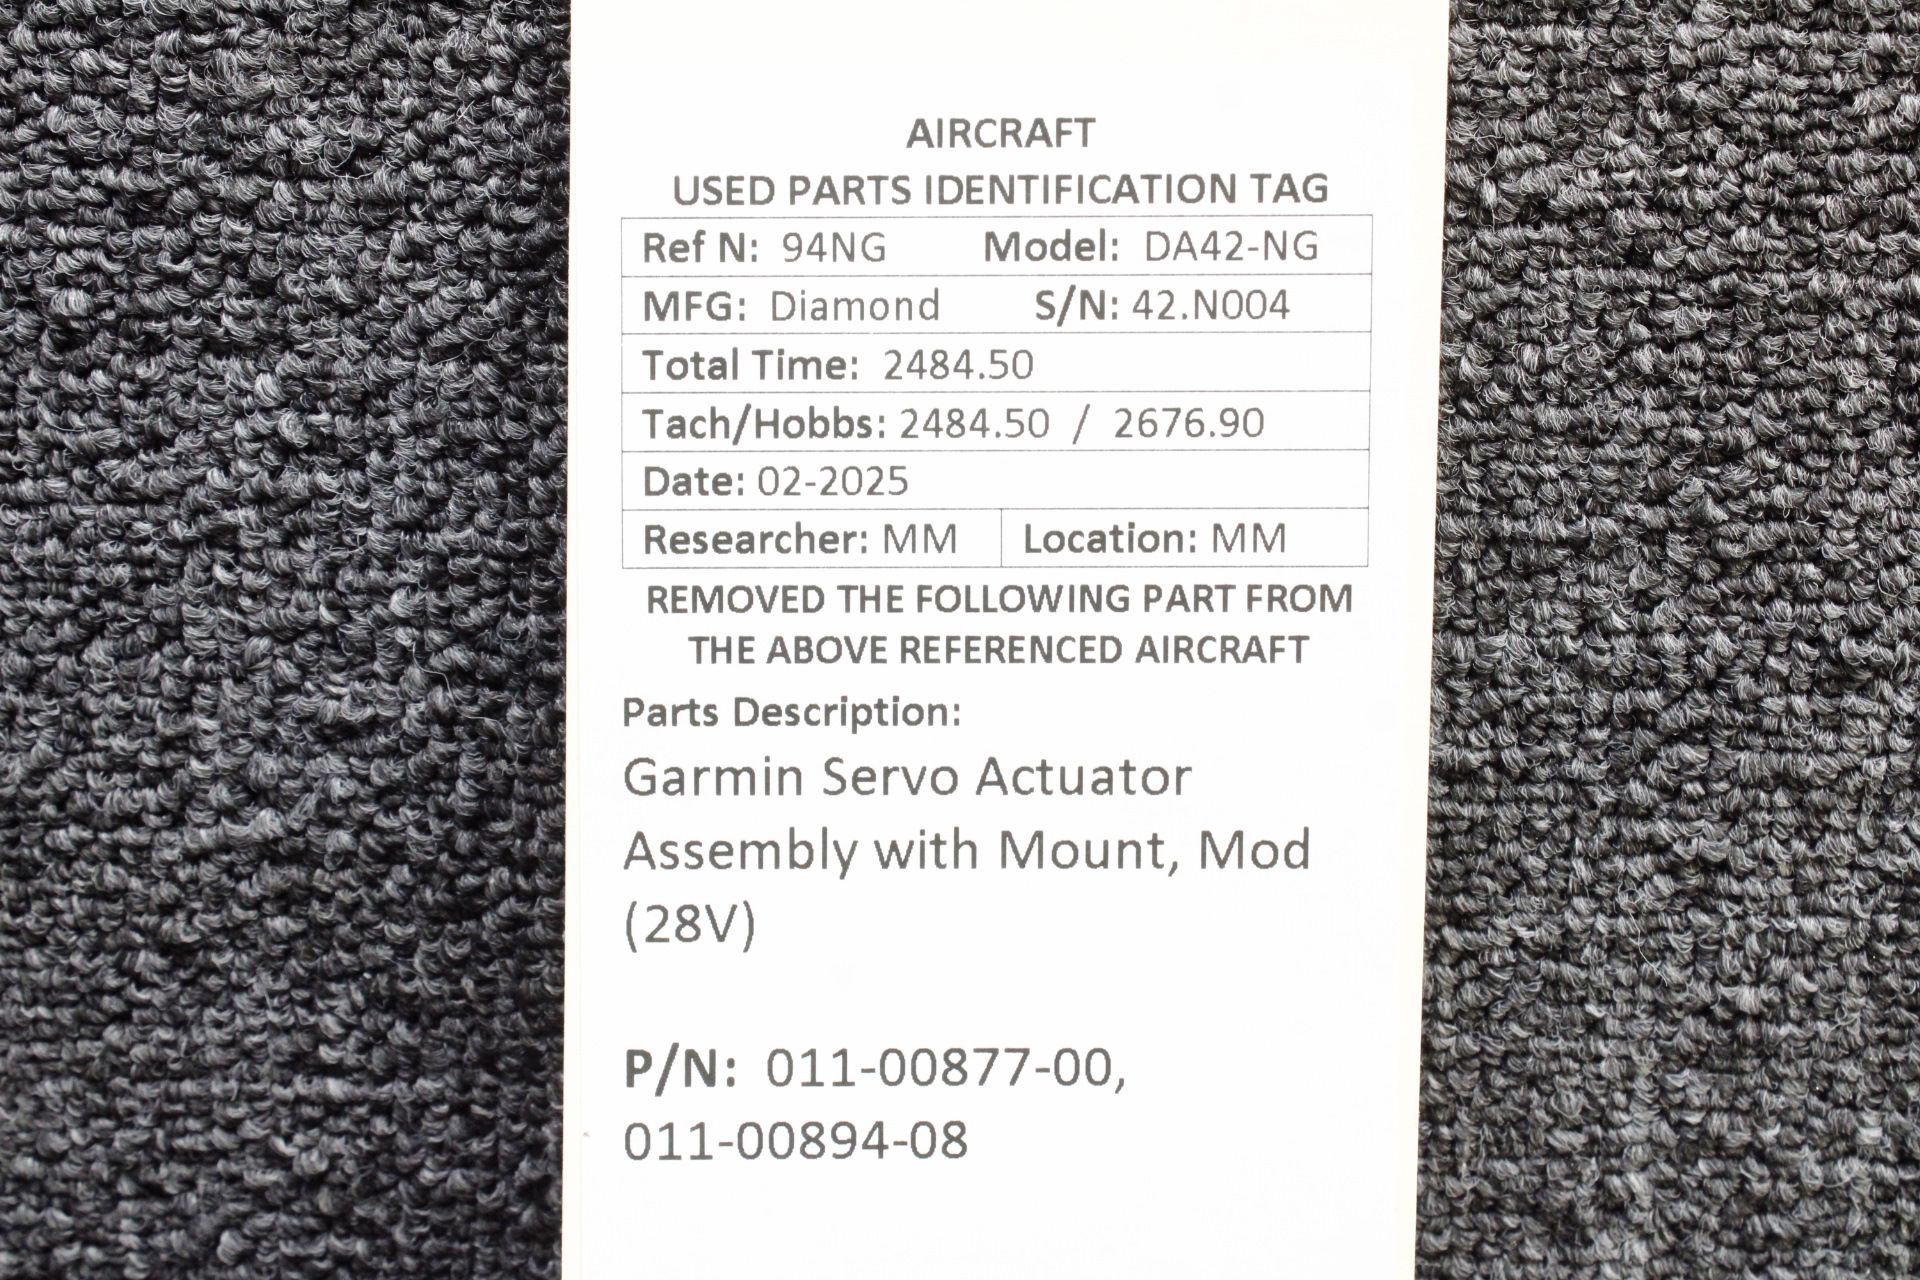 AIRCRAFT
USED PARTS IDENTIFICATION TAG
Ref N: 94NG Model: DA42-NG
MFG: Diamond S/N: 42.N004
Total Time: 2484.50
Tach/Hobbs: 2484.50 / 2676.90
Date: 02-2025
Researcher: MM Location: MM
REMOVED THE FOLLOWING PART FROM
THE ABOVE REFERENCED AIRCRAFT
Parts Description:
Garmin Servo Actuator
Assembly with Mount, Mod
(28V)
P/N: 011-00877-00,
011-00894-08